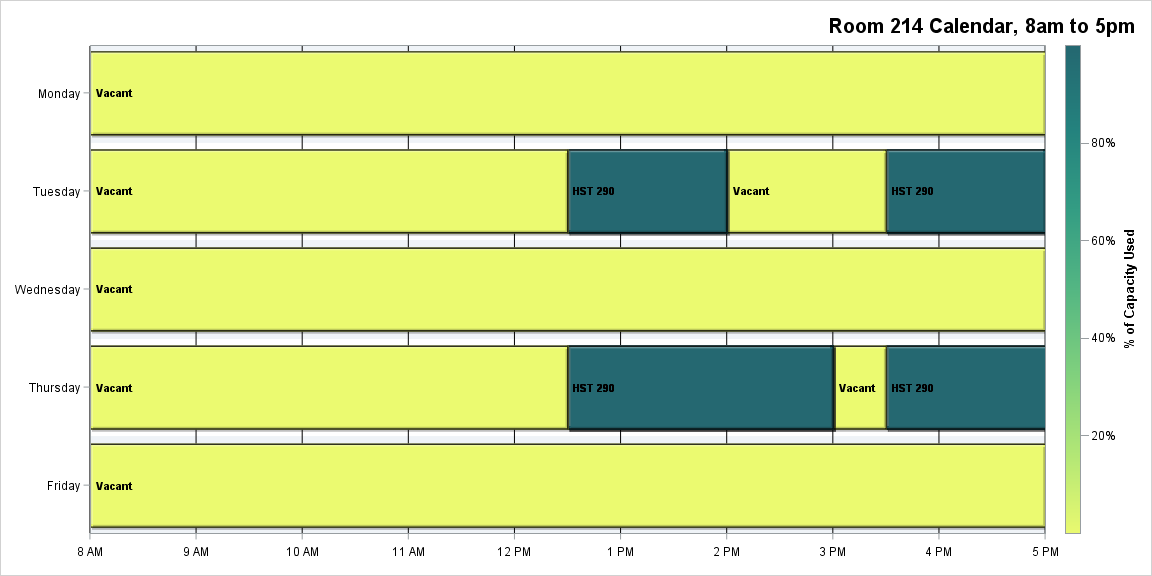 Room 214 Calendar, 8am to 5pm
Monday
Vacant
Tuesday
Vacant
HST 290
Vacant
HST 290
Wednesday
Vacant
Thursday
Vacant
HST 290
Vacant
HST 290
Friday
Vacant
8 AM
9 AM
10 AM
11 AM
12 PM
1 PM
2 PM
3 PM
4 PM
5 PM
80%
60%
40%
20%
% of Capacity Used